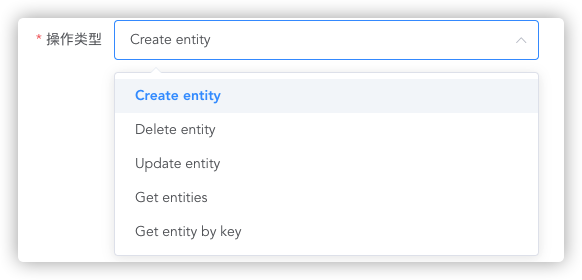 * 操作类型 Create entity
Create entity
Delete entity
Update entity
Get entities
Get entity by key